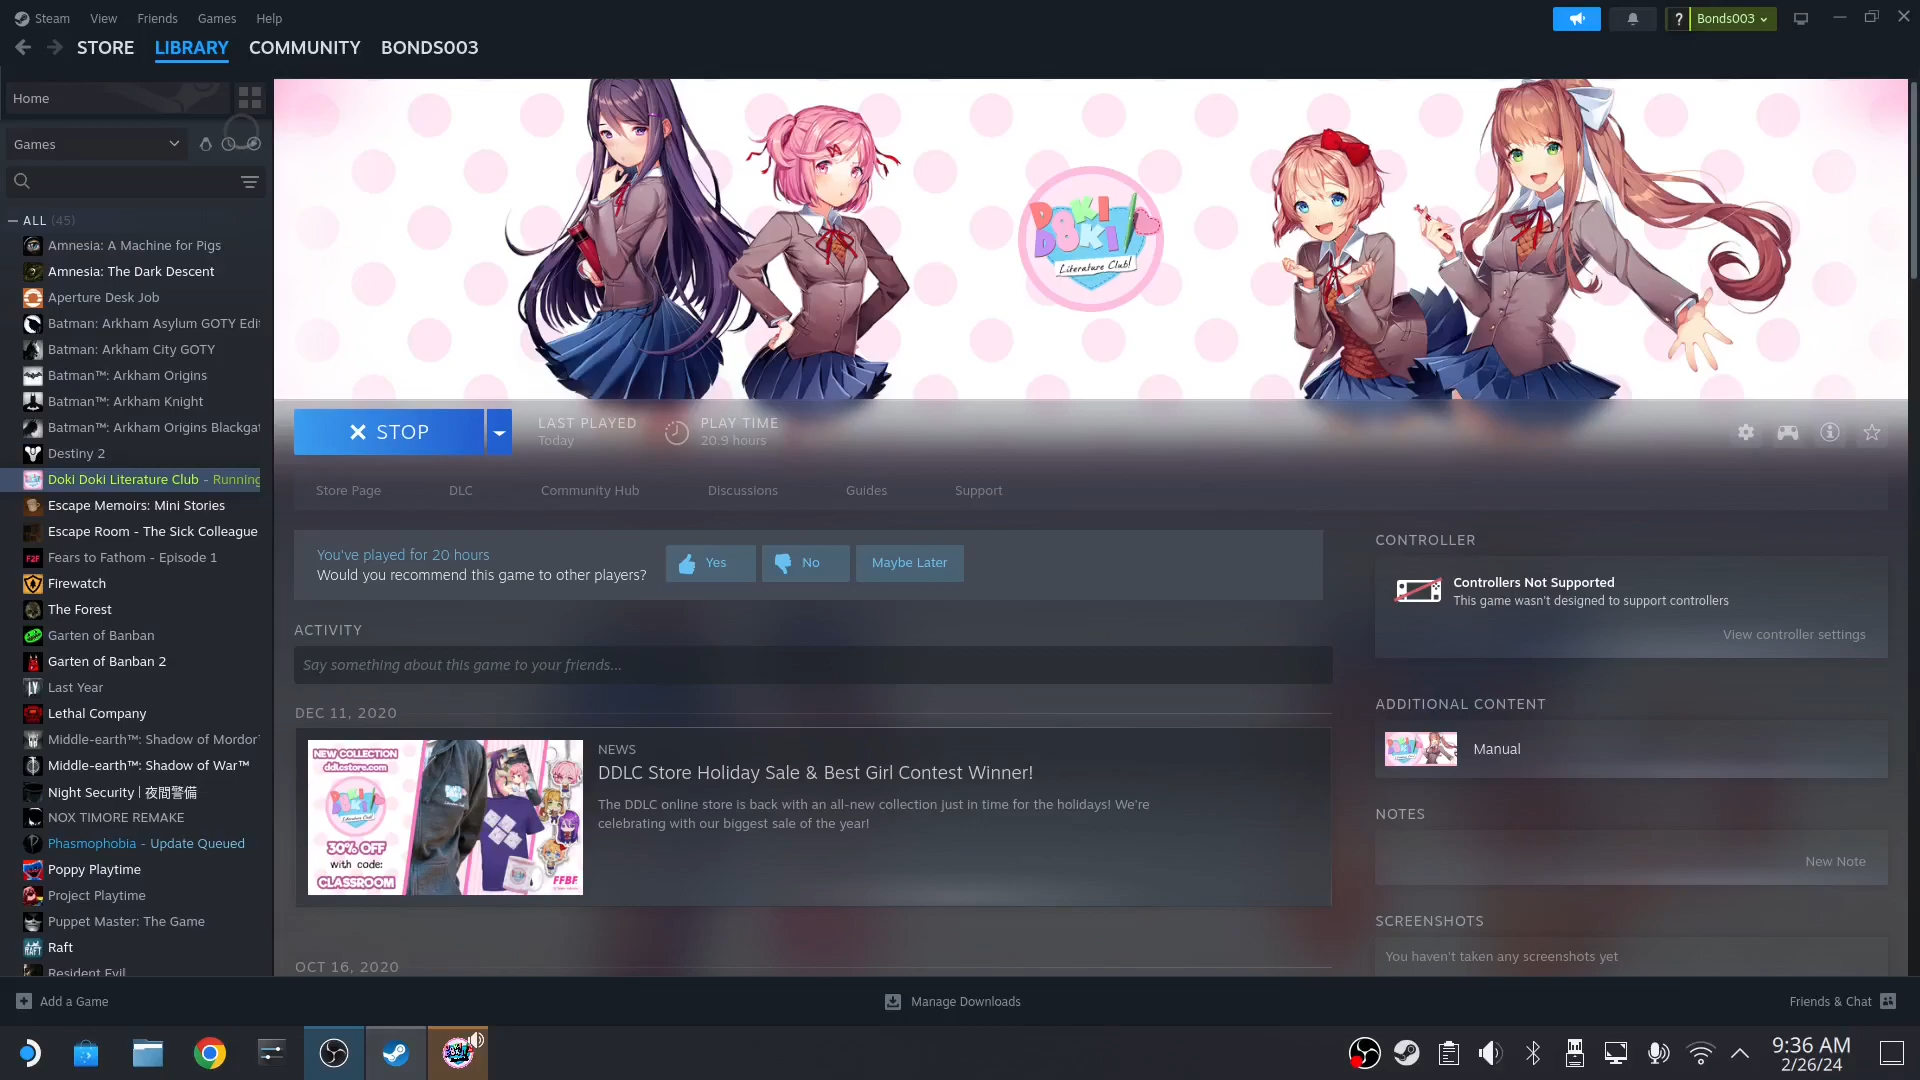 Steam View Friends Games Help
? Bonds003
STORE LIBRARY COMMUNITY BONDS003
Home
Games
ALL (45)
Amnesia: A Machine for Pigs
Amnesia: The Dark Descent
Aperture Desk Job
Batman: Arkham Asylum GOTY Edit
Batman: Arkham City GOTY
Batman™: Arkham Origins
Batman™: Arkham Knight
Batman™: Arkham Origins Blackgat
Destiny 2
Doki Doki Literature Club - Running
Escape Memoirs: Mini Stories
Escape Room - The Sick Colleague
F2F Fears to Fathom - Episode 1
Firewatch
The Forest
Garten of Banban
Garten of Banban 2
LY Last Year
Lethal Company
Middle-earth™: Shadow of Mordor™
Middle-earth™: Shadow of War™
Night Security | 夜間警備
NOX TIMORE REMAKE
Phasmophobia - Update Queued
Poppy Playtime
Project Playtime
Puppet Master: The Game
RAFT Raft
Resident Evil
DOKI
DOKI
Literature Club!
STOP
LAST PLAYED
Today
PLAY TIME
20.9 hours
Store Page DLC Community Hub Discussions Guides Support
You've played for 20 hours
Would you recommend this game to other players?
Yes No Maybe Later
ACTIVITY
Say something about this game to your friends...
DEC 11, 2020
NEW COLLECTION
ddlcstore.com
DOKI
DOKI
30% OFF
with code:
CLASSROOM
FFBF
NEWS
DDLC Store Holiday Sale & Best Girl Contest Winner!
The DDLC online store is back with an all-new collection just in time for the holidays! We're
celebrating with our biggest sale of the year!
OCT 16, 2020
CONTROLLER
Controllers Not Supported
This game wasn't designed to support controllers
View controller settings
ADDITIONAL CONTENT
Manual
NOTES
New Note
SCREENSHOTS
You haven't taken any screenshots yet
Add a Game
Manage Downloads
Friends & Chat
9:36 AM
2/26/24